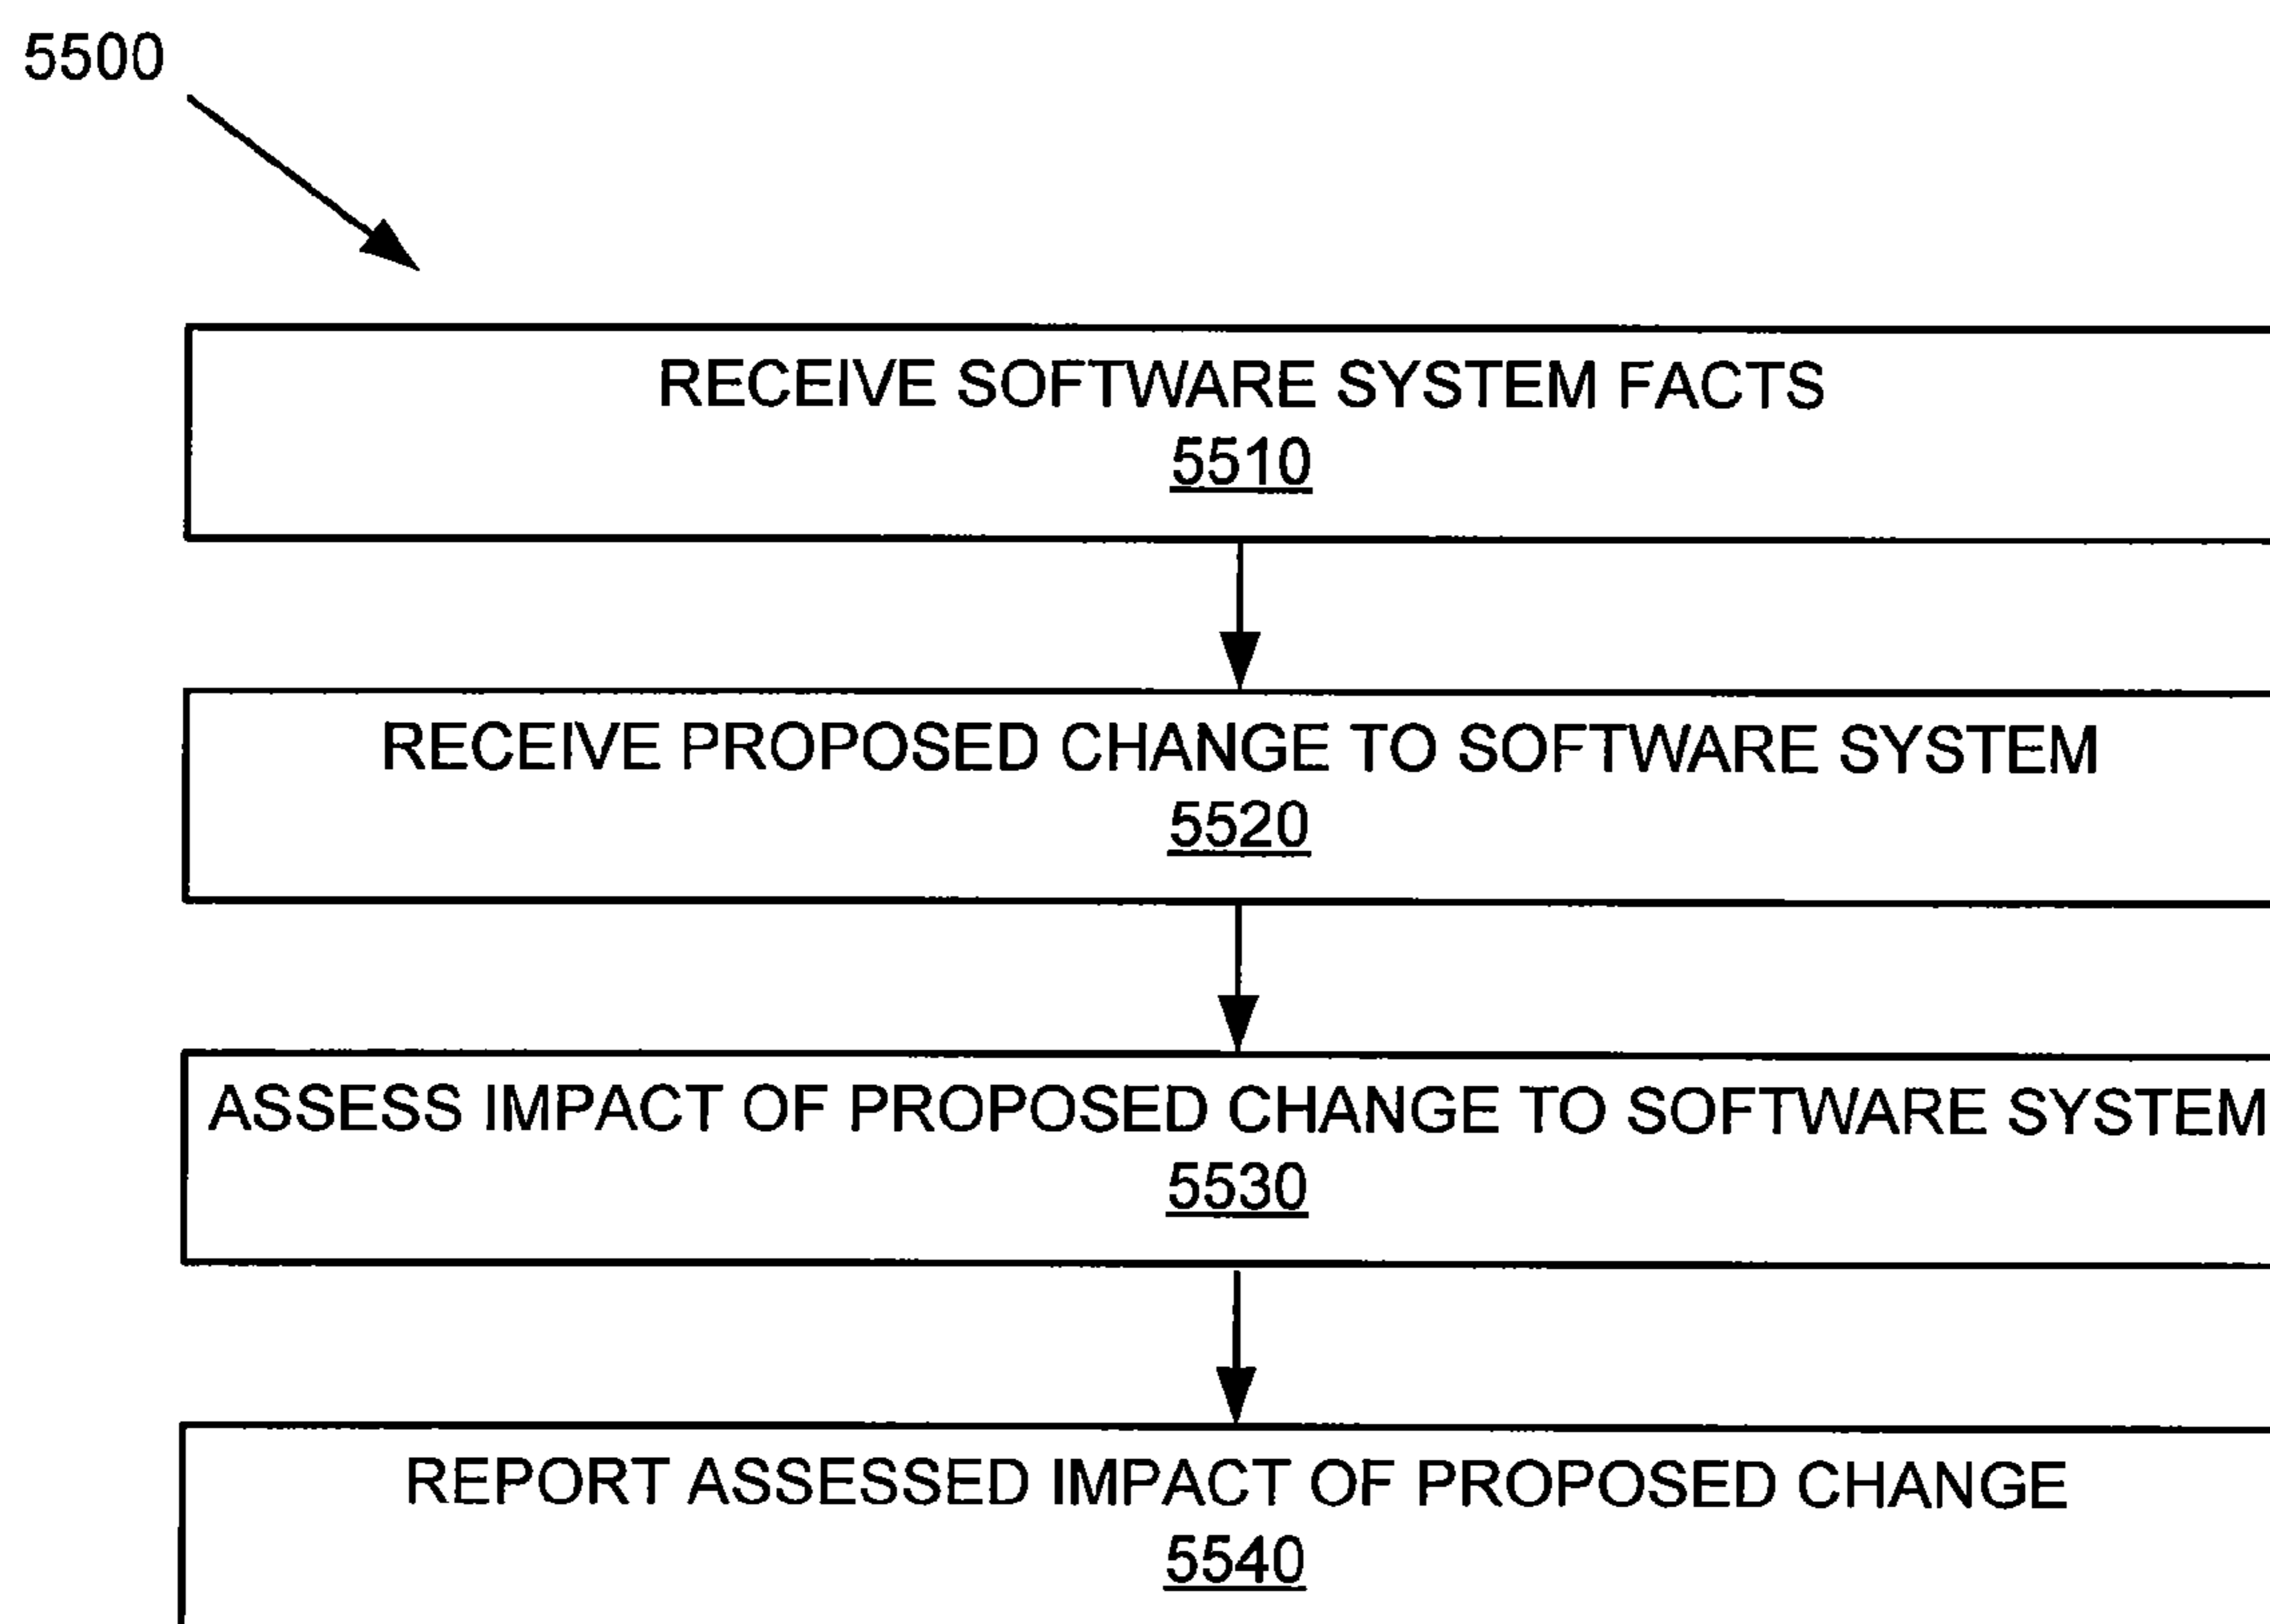 5500
RECEIVE SOFTWARE SYSTEM FACTS
5510
RECEIVE PROPOSED CHANGE TO SOFTWARE SYSTEM
5520
ASSESS IMPACT OF PROPOSED CHANGE TO SOFTWARE SYSTEM
5530
REPORT ASSESSED IMPACT OF PROPOSED CHANGE
5540